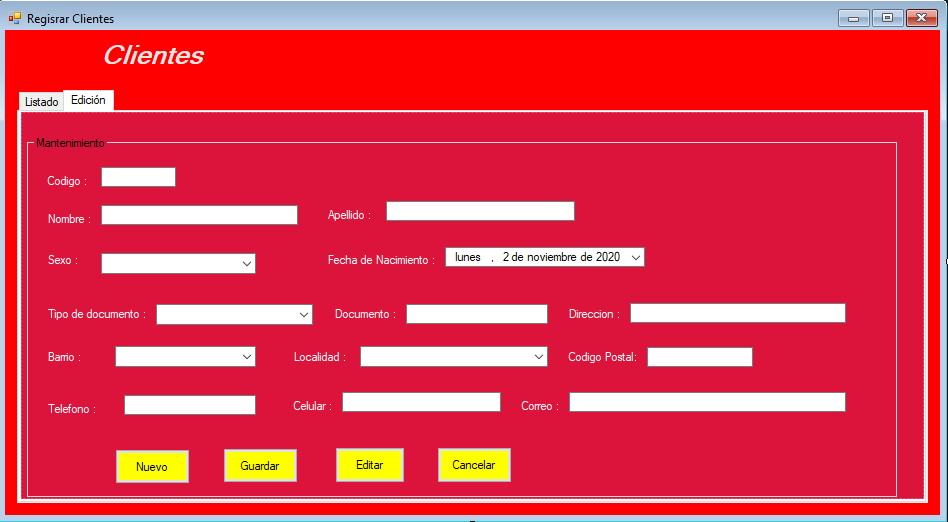 Regisrar Clientes
Clientes
Listado Edición
Mantenimiento
Codigo :
Nombre : Apellido :
Sexo : Fecha de Nacimiento : lunes , 2 de noviembre de 2020
Tipo de documento : Documento : Direccion :
Barrio : Localidad : Codigo Postal:
Telefono : Celular : Correo :
Nuevo Guardar Editar Cancelar